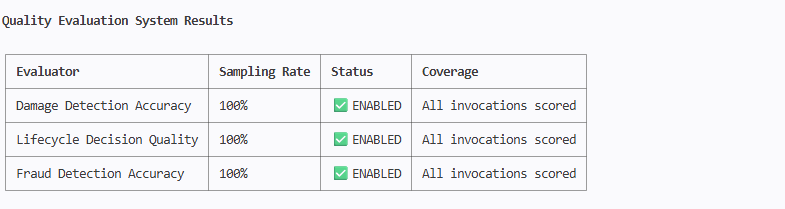 Quality Evaluation System Results
Evaluator Sampling Rate Status Coverage
Damage Detection Accuracy 100% ✅ ENABLED All invocations scored
Lifecycle Decision Quality 100% ✅ ENABLED All invocations scored
Fraud Detection Accuracy 100% ✅ ENABLED All invocations scored